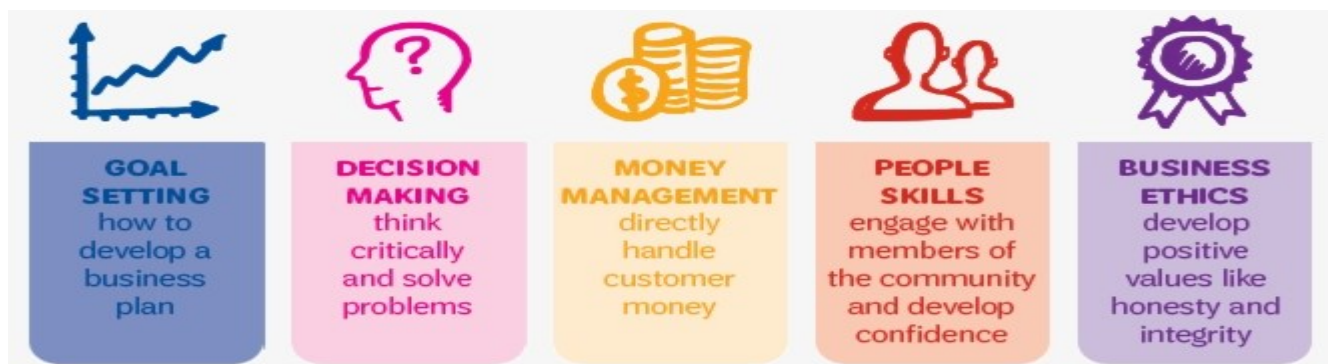 GOAL
SETTING
how to
develop a
business
plan
DECISION
MAKING
think
critically
and solve
problems
MONEY
MANAGEMENT
directly
handle
customer
money
PEOPLE
SKILLS
engage with
members of
the community
and develop
confidence
BUSINESS
ETHICS
develop
positive
values like
honesty and
integrity